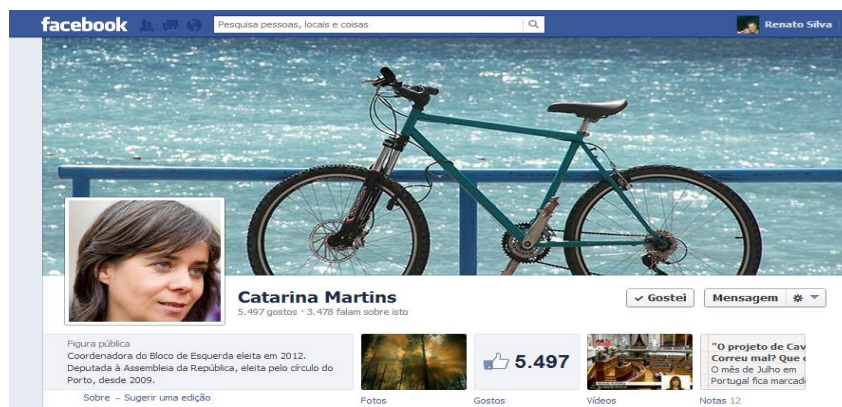 facebook
Pesquisa pessoas, locais e coisas
Renato Silva
Catarina Martins
5.497 gostos · 3.478 falam sobre isto
Gostei
Mensagem
Figura pública
Coordenadora do Bloco de Esquerda eleita em 2012.
Deputada à Assembleia da República, eleita pelo círculo do
Porto, desde 2009.
Sobre – Sugerir uma edição
5.497
"O projeto de Cav
Correu mal? Que
O mês de Julho em
Portugal fica marcad
Fotos
Gostos
Vídeos
Notas 12